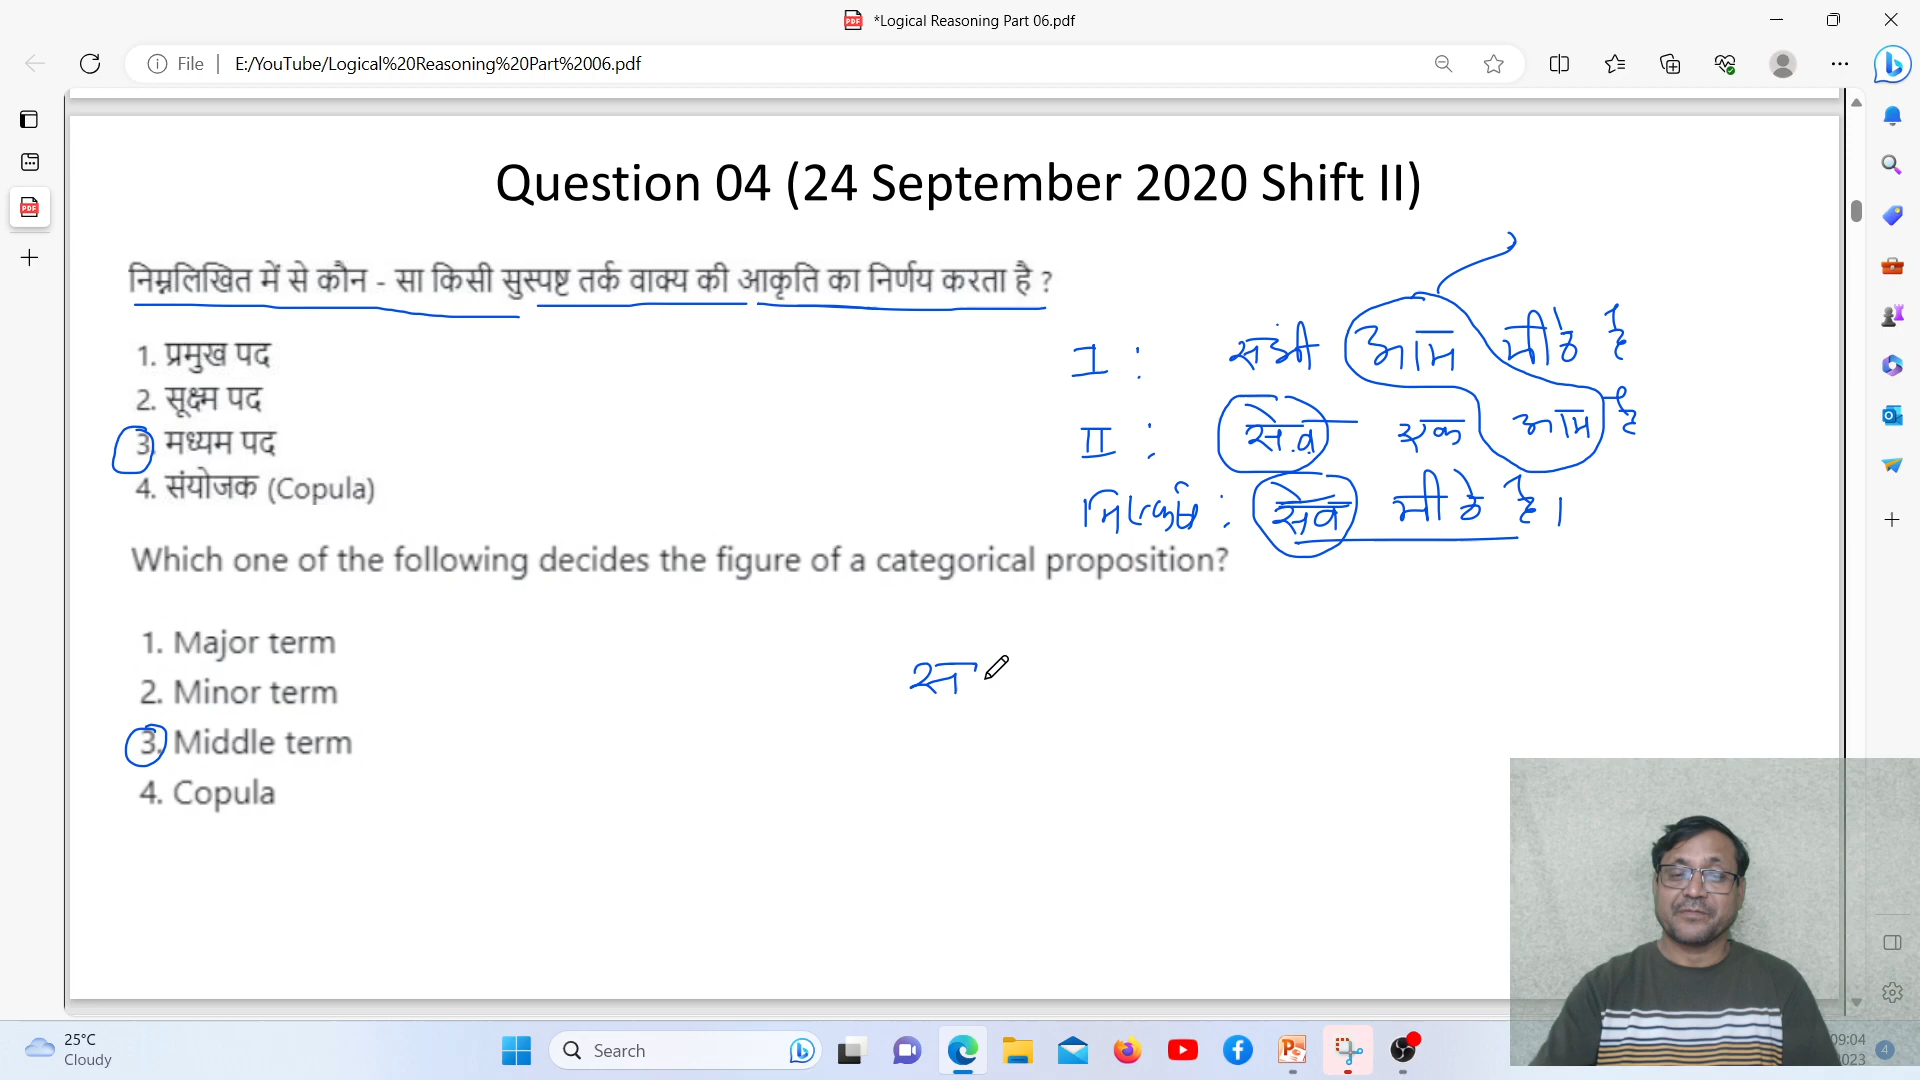 *Logical Reasoning Part 06.pdf
File
E:/YouTube/Logical%20Reasoning%20Part%2006.pdf
Question 04 (24 September 2020 Shift II)
निम्नलिखित में से कौन - सा किसी सुस्पष्ट तर्क वाक्य की आकृति का निर्णय करता है ?
1. प्रमुख पद
2. सूक्ष्म पद
3. मध्यम पद
4. संयोजक (Copula)
I : सभी आम मीठे हैं
II : सेव एक आम है
निष्कर्ष : सेव मीठे हैं।
Which one of the following decides the figure of a categorical proposition?
1. Major term
2. Minor term
3. Middle term
4. Copula
स
25°C
Cloudy
Search
09:04
2023
4